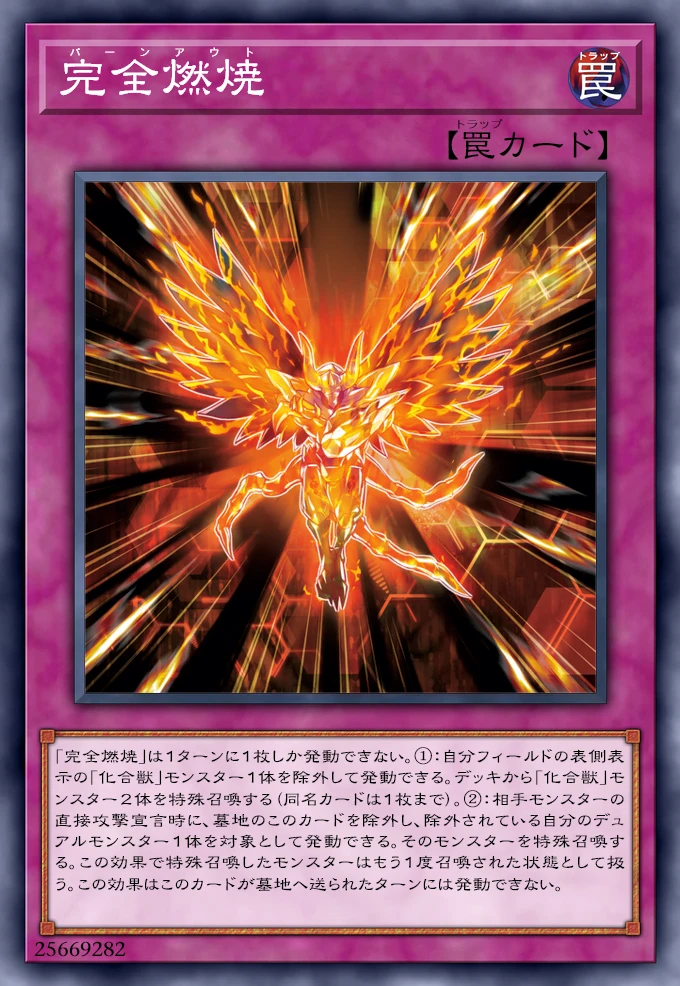 バーンアウト
完全燃焼
トラップ
罠
トラップ
【罠カード】
「完全燃焼」は1ターンに1枚しか発動できない。①:自分フィールドの表側表
示の「化合獣」モンスター1体を除外して発動できる。デッキから「化合獣」モ
ンスター2体を特殊召喚する(同名カードは1枚まで)。②:相手モンスターの
直接攻撃宣言時に、墓地のこのカードを除外し、除外されている自分のデュ
アルモンスター1体を対象として発動できる。そのモンスターを特殊召喚す
る。この効果で特殊召喚したモンスターはもう1度召喚された状態として扱
う。この効果はこのカードが墓地へ送られたターンには発動できない。
25669282